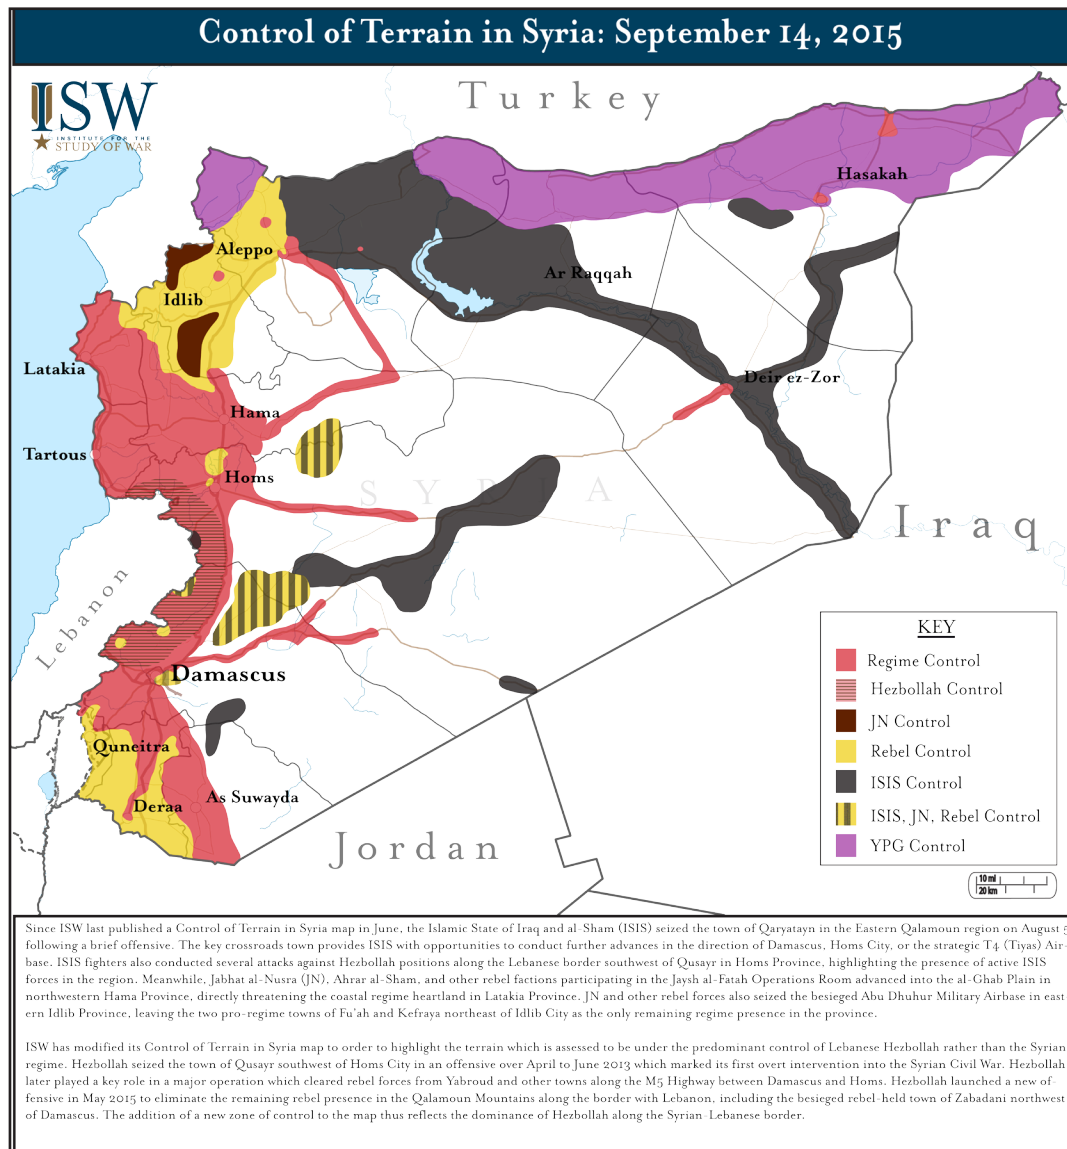 Control of Terrain in Syria: September 14, 2015
ISW
INSTITUTE FOR THE
STUDY OF WAR
Turkey
Hasakah
Aleppo
Ar Raqqah
Idlib
Latakia
Deir ez-Zor
Hama
Tartous
Homs
SYRIA
Iraq
Lebanon
Damascus
Quneitra
Deraa
As Suwayda
Jordan
KEY
Regime Control
Hezbollah Control
JN Control
Rebel Control
ISIS Control
ISIS, JN, Rebel Control
YPG Control
10 mi
20 km
Since ISW last published a Control of Terrain in Syria map in June, the Islamic State of Iraq and al-Sham (ISIS) seized the town of Qaryatayn in the Eastern Qalamoun region on August 5
following a brief offensive. The key crossroads town provides ISIS with opportunities to conduct further advances in the direction of Damascus, Homs City, or the strategic T4 (Tiyas) Air-
base. ISIS fighters also conducted several attacks against Hezbollah positions along the Lebanese border southwest of Qusayr in Homs Province, highlighting the presence of active ISIS
forces in the region. Meanwhile, Jabhat al-Nusra (JN), Ahrar al-Sham, and other rebel factions participating in the Jaysh al-Fatah Operations Room advanced into the al-Ghab Plain in
northwestern Hama Province, directly threatening the coastal regime heartland in Latakia Province. JN and other rebel forces also seized the besieged Abu Dhuhur Military Airbase in east-
ern Idlib Province, leaving the two pro-regime towns of Fu'ah and Kefraya northeast of Idlib City as the only remaining regime presence in the province.
ISW has modified its Control of Terrain in Syria map to order to highlight the terrain which is assessed to be under the predominant control of Lebanese Hezbollah rather than the Syrian
regime. Hezbollah seized the town of Qusayr southwest of Homs City in an offensive over April to June 2013 which marked its first overt intervention into the Syrian Civil War. Hezbollah
later played a key role in a major operation which cleared rebel forces from Yabroud and other towns along the M5 Highway between Damascus and Homs. Hezbollah launched a new of-
fensive in May 2015 to eliminate the remaining rebel presence in the Qalamoun Mountains along the border with Lebanon, including the besieged rebel-held town of Zabadani northwest
of Damascus. The addition of a new zone of control to the map thus reflects the dominance of Hezbollah along the Syrian-Lebanese border.